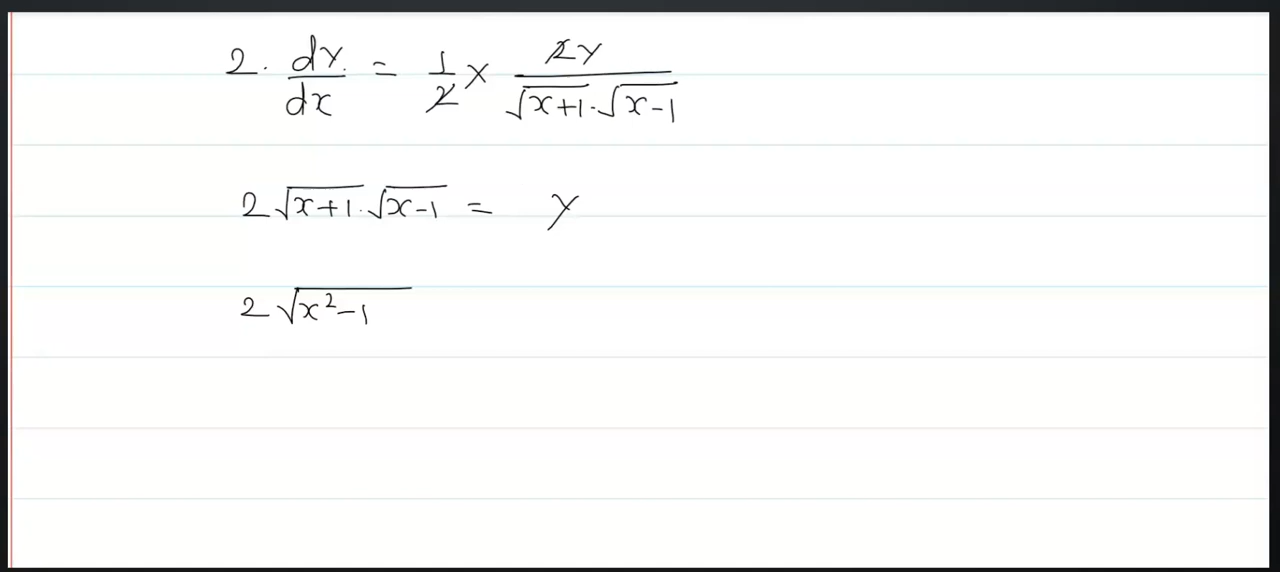 2. dy/dx = 1/2 × 2y/√x+1.√x-1
2√x+1.√x-1 = y
2√x²-1